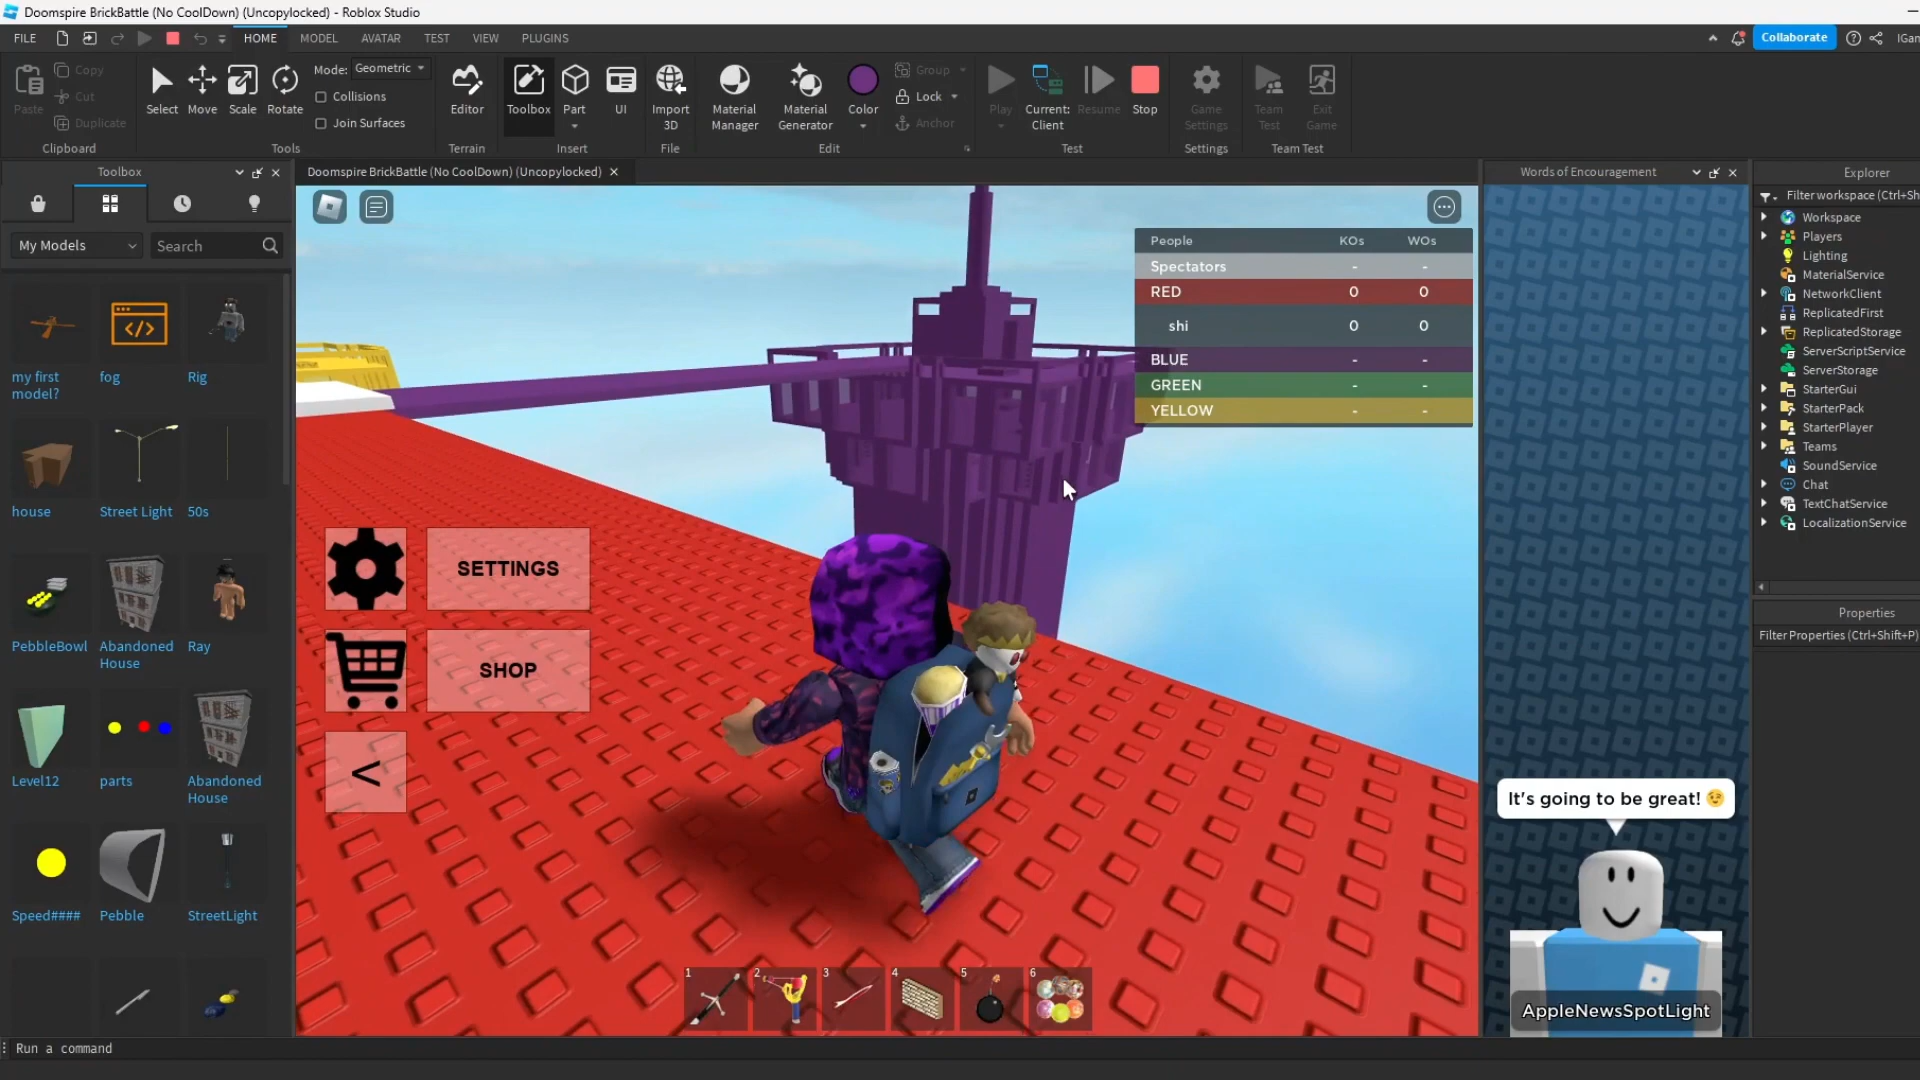 Doomspire BrickBattle (No CoolDown) (Uncopylocked) - Roblox Studio
FILE HOME MODEL AVATAR TEST VIEW PLUGINS
Collaborate
IGan
Paste
Copy
Cut
Duplicate
Clipboard
Select Move Scale Rotate
Mode: Geometric
Collisions
Join Surfaces
Tools
Editor
Terrain
Toolbox Part UI
Insert
Import 3D
File
Material Manager
Material Generator
Color
Group
Lock
Anchor
Edit
Play
Current: Client
Resume
Stop
Test
Game Settings
Settings
Team Test
Exit Game
Team Test
Toolbox
My Models
Search
my first model?
fog
Rig
house
Street Light
50s
PebbleBowl
Abandoned House
Ray
Level12
parts
Abandoned House
Speed####
Pebble
StreetLight
Doomspire BrickBattle (No CoolDown) (Uncopylocked)
People KOs WOs
Spectators - -
RED 0 0
shi 0 0
BLUE - -
GREEN - -
YELLOW - -
SETTINGS
SHOP
<
1 2 3 4 5 6
Words of Encouragement
It's going to be great! 😉
AppleNewsSpotLight
Explorer
Filter workspace (Ctrl+Sh
Workspace
Players
Lighting
MaterialService
NetworkClient
ReplicatedFirst
ReplicatedStorage
ServerScriptService
ServerStorage
StarterGui
StarterPack
StarterPlayer
Teams
SoundService
Chat
TextChatService
LocalizationService
Properties
Filter Properties (Ctrl+Shift+P)
Run a command